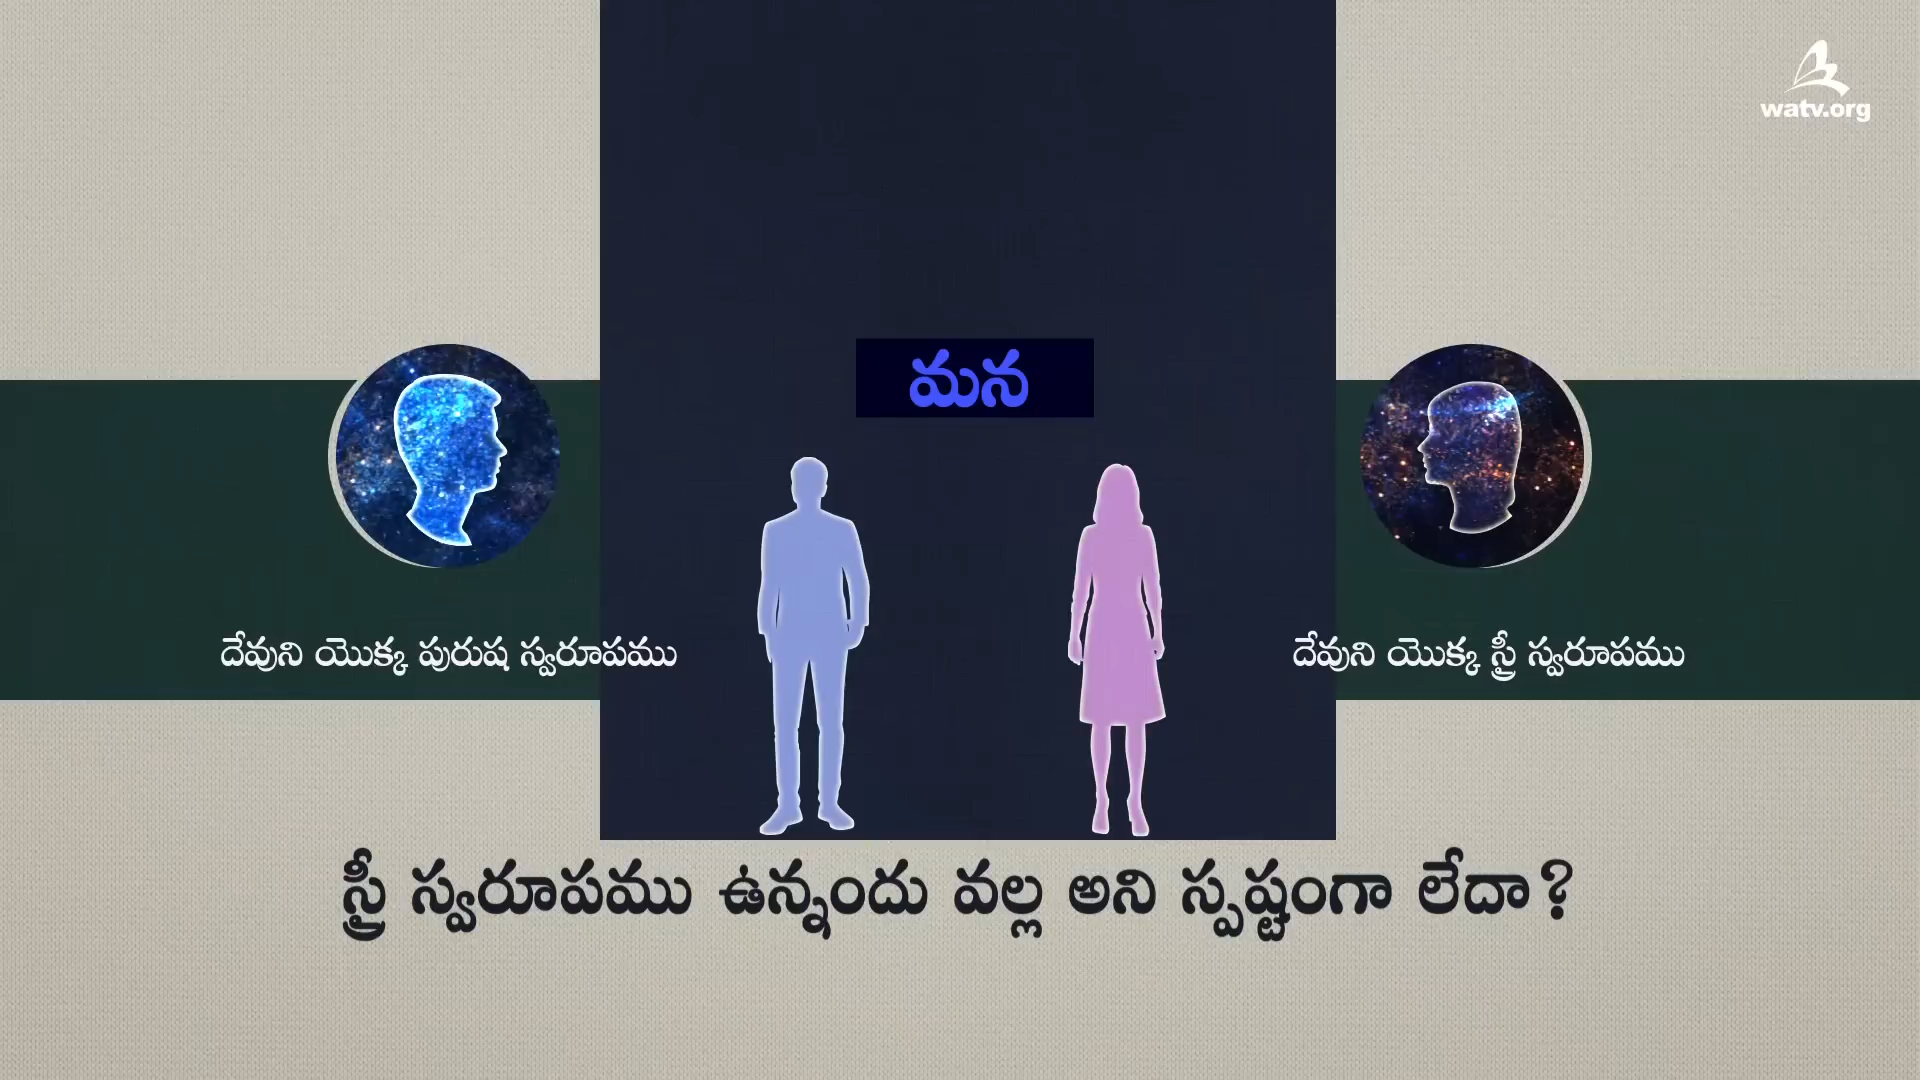 watv.org
మన
దేవుని యొక్క పురుష స్వరూపము
దేవుని యొక్క స్త్రీ స్వరూపము
స్త్రీ స్వరూపము ఉన్నందు వల్ల అని స్పష్టంగా లేదా?